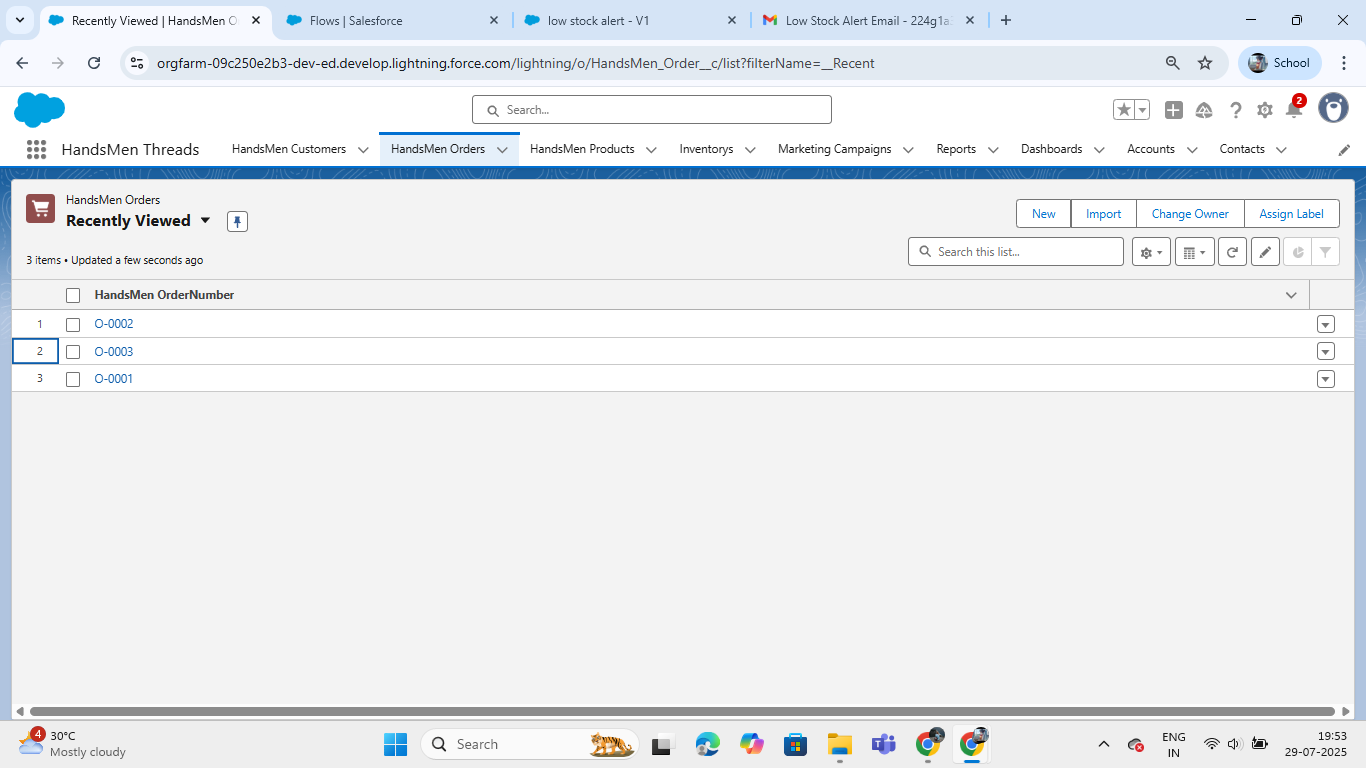 Recently Viewed | HandsMen O
Flows | Salesforce
low stock alert - V1
Low Stock Alert Email - 224g1a3
orgfarm-09c250e2b3-dev-ed.develop.lightning.force.com/lightning/o/HandsMen_Order__c/list?filterName=__Recent
School
Search...
2
HandsMen Threads
HandsMen Customers
HandsMen Orders
HandsMen Products
Inventorys
Marketing Campaigns
Reports
Dashboards
Accounts
Contacts
HandsMen Orders
Recently Viewed
New
Import
Change Owner
Assign Label
3 items • Updated a few seconds ago
Search this list...
HandsMen OrderNumber
1 O-0002
2 O-0003
3 O-0001
4
30°C
Mostly cloudy
Search
ENG
IN
19:53
29-07-2025